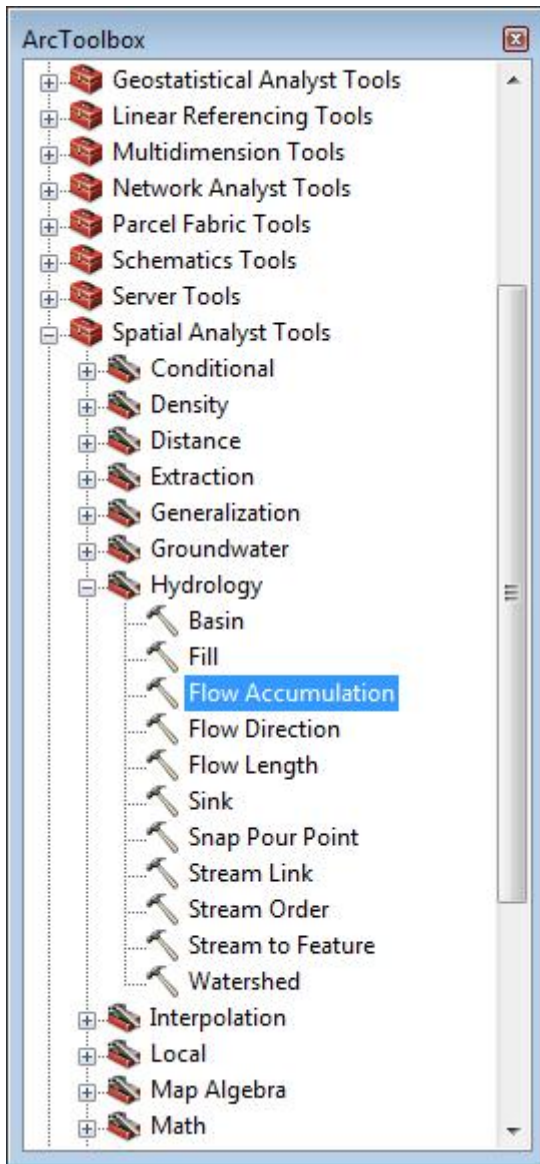 ArcToolbox
Geostatistical Analyst Tools
Linear Referencing Tools
Multidimension Tools
Network Analyst Tools
Parcel Fabric Tools
Schematics Tools
Server Tools
Spatial Analyst Tools
Conditional
Density
Distance
Extraction
Generalization
Groundwater
Hydrology
Basin
Fill
Flow Accumulation
Flow Direction
Flow Length
Sink
Snap Pour Point
Stream Link
Stream Order
Stream to Feature
Watershed
Interpolation
Local
Map Algebra
Math